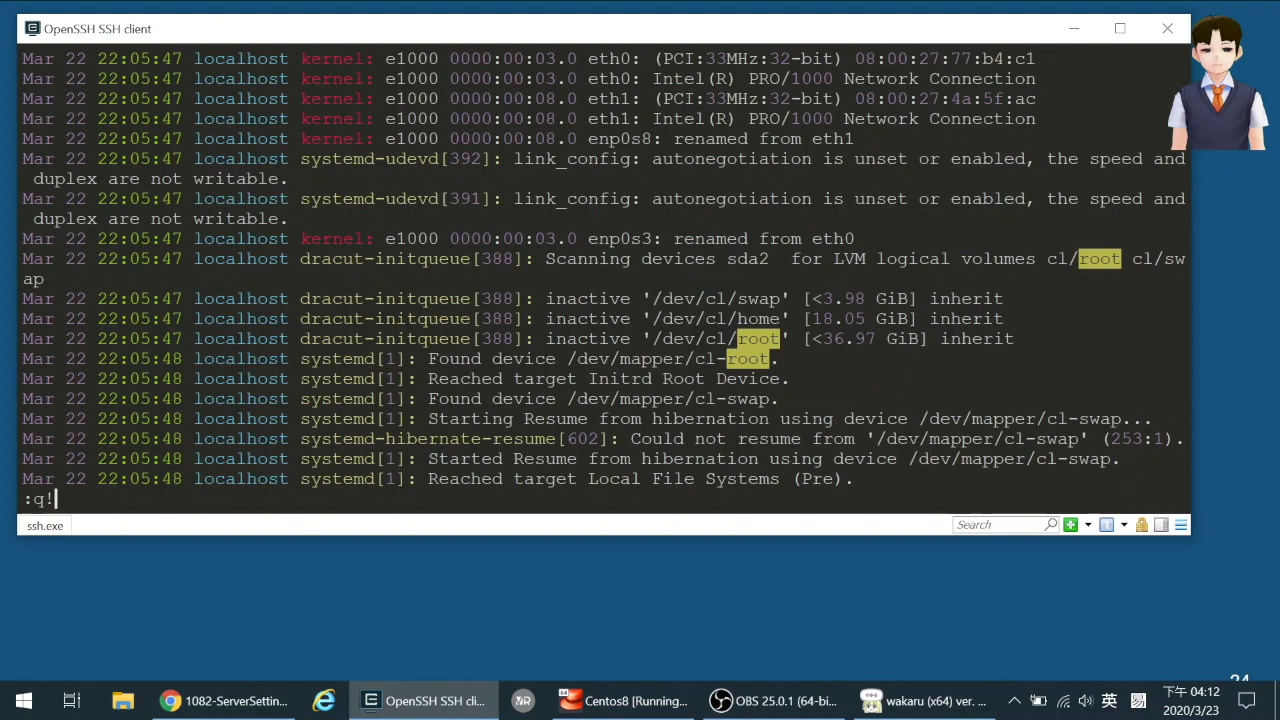 OpenSSH SSH client
Mar 22 22:05:47 localhost kernel: e1000 0000:00:03.0 eth0: (PCI:33MHz:32-bit) 08:00:27:77:b4:c1
Mar 22 22:05:47 localhost kernel: e1000 0000:00:03.0 eth0: Intel(R) PRO/1000 Network Connection
Mar 22 22:05:47 localhost kernel: e1000 0000:00:08.0 eth1: (PCI:33MHz:32-bit) 08:00:27:4a:5f:ac
Mar 22 22:05:47 localhost kernel: e1000 0000:00:08.0 eth1: Intel(R) PRO/1000 Network Connection
Mar 22 22:05:47 localhost kernel: e1000 0000:00:08.0 enp0s8: renamed from eth1
Mar 22 22:05:47 localhost systemd-udevd[392]: link_config: autonegotiation is unset or enabled, the speed and
duplex are not writable.
Mar 22 22:05:47 localhost systemd-udevd[391]: link_config: autonegotiation is unset or enabled, the speed and
duplex are not writable.
Mar 22 22:05:47 localhost kernel: e1000 0000:00:03.0 enp0s3: renamed from eth0
Mar 22 22:05:47 localhost dracut-initqueue[388]: Scanning devices sda2  for LVM logical volumes cl/root cl/sw
ap
Mar 22 22:05:47 localhost dracut-initqueue[388]: inactive '/dev/cl/swap' [<3.98 GiB] inherit
Mar 22 22:05:47 localhost dracut-initqueue[388]: inactive '/dev/cl/home' [18.05 GiB] inherit
Mar 22 22:05:47 localhost dracut-initqueue[388]: inactive '/dev/cl/root' [<36.97 GiB] inherit
Mar 22 22:05:48 localhost systemd[1]: Found device /dev/mapper/cl-root.
Mar 22 22:05:48 localhost systemd[1]: Reached target Initrd Root Device.
Mar 22 22:05:48 localhost systemd[1]: Found device /dev/mapper/cl-swap.
Mar 22 22:05:48 localhost systemd[1]: Starting Resume from hibernation using device /dev/mapper/cl-swap...
Mar 22 22:05:48 localhost systemd-hibernate-resume[602]: Could not resume from '/dev/mapper/cl-swap' (253:1).
Mar 22 22:05:48 localhost systemd[1]: Started Resume from hibernation using device /dev/mapper/cl-swap.
Mar 22 22:05:48 localhost systemd[1]: Reached target Local File Systems (Pre).
:q!
ssh.exe
Search
1082-ServerSettin...
OpenSSH SSH cli...
Centos8 [Running...
OBS 25.0.1 (64-bi...
wakaru (x64) ver. ...
英
下午 04:12
2020/3/23